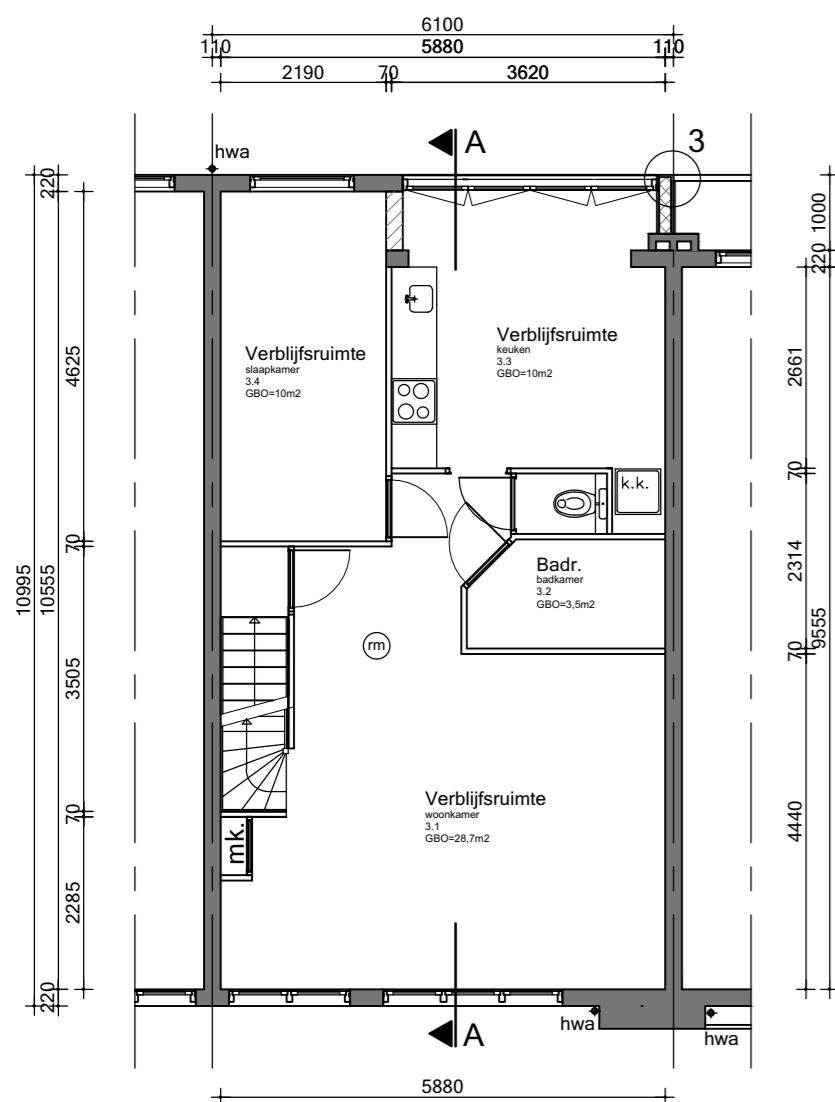 6100
110 5880 110
2190 70 3620
A
3
hwa
220
220
1000
220
4625
2661
Verblijfsruimte
slaapkamer
3.4
GBO=10m2
Verblijfsruimte
keuken
3.3
GBO=10m2
k.k.
70
70
10995
10555
2314
9555
Badr.
badkamer
3.2
GBO=3,5m2
rm
70
3505
Verblijfsruimte
woonkamer
3.1
GBO=28,7m2
70
mk.
4440
2285
220
hwa
hwa
A
5880